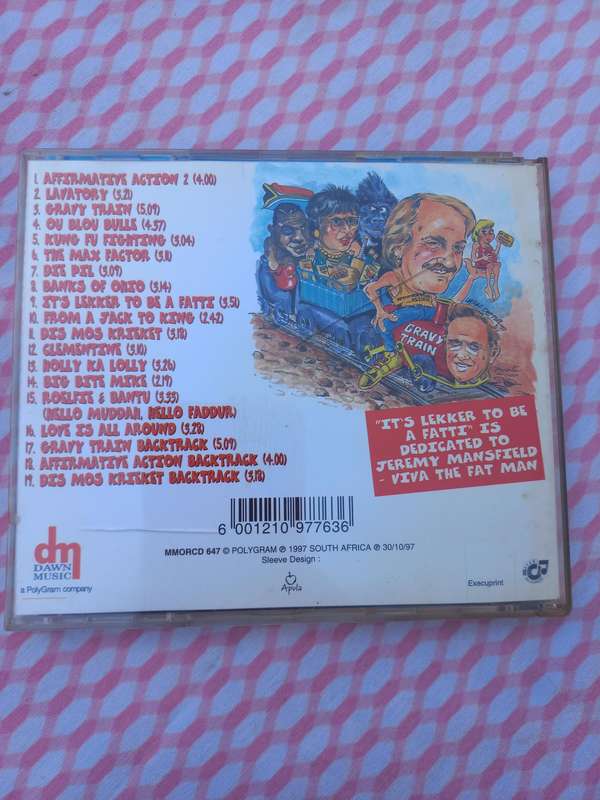 1. AFFIRMATIVE ACTION 2 (4.00)
2. LAVATORY (3.21)
3. GRAVY TRAIN (5.09)
4. OU BLOU BULLE (4.57)
5. KUNG FU FIGHTING (3.04)
6. THE MAX FACTOR (3.11)
7. DIE PIL (3.09)
8. BANKS OF OHIO (3.14)
9. IT'S LEKKER TO BE A FATTI (3.51)
10. FROM A JACK TO KING (2.42)
11. DIS MOS KRIEKET (3.18)
12. CLEMENTINE (3.10)
13. HOLLY KA LOLLY (3.26)
14. BIG BITE MIKE (2.19)
15. ROELFIE & BANTU (3.33)
(HELLO MUDDAH, HELLO FADDUH)
16. LOVE IS ALL AROUND (3.28)
17. GRAVY TRAIN BACKTRACK (5.09)
18. AFFIRMATIVE ACTION BACKTRACK (4.00)
19. DIS MOS KRIEKET BACKTRACK (3.18)
GRAVY
TRAIN
"IT'S LEKKER TO BE
A FATTI" IS
DEDICATED TO
JEREMY MANSFIELD
- VIVA THE FAT MAN
6 001210 977636
MMORCD 647 © POLYGRAM ℗ 1997 SOUTH AFRICA ℗ 30/10/97
Sleeve Design :
Apula
dm
DAWN
MUSIC
a PolyGram company
Execuprint